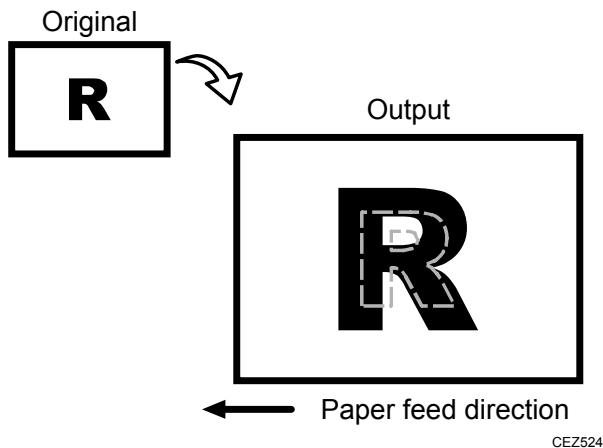 Original
R
Output
R
Paper feed direction
CEZ524